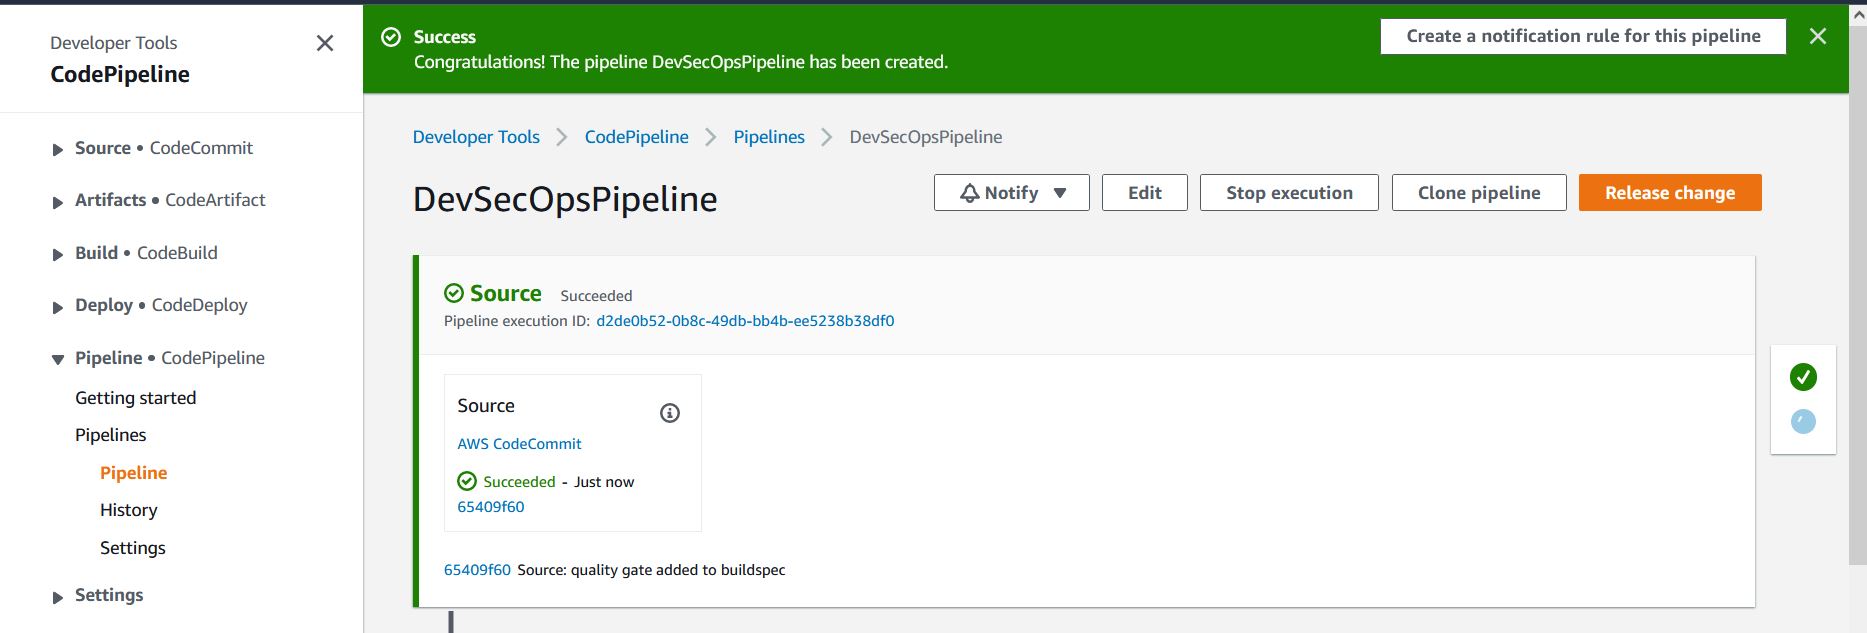 Developer Tools
CodePipeline
Source • CodeCommit
Artifacts • CodeArtifact
Build • CodeBuild
Deploy • CodeDeploy
Pipeline • CodePipeline
Getting started
Pipelines
Pipeline
History
Settings
Settings
Success
Congratulations! The pipeline DevSecOpsPipeline has been created.
Create a notification rule for this pipeline
Developer Tools > CodePipeline > Pipelines > DevSecOpsPipeline
DevSecOpsPipeline
Notify
Edit
Stop execution
Clone pipeline
Release change
Source Succeeded
Pipeline execution ID: d2de0b52-0b8c-49db-bb4b-ee5238b38df0
Source
AWS CodeCommit
Succeeded - Just now
65409f60
65409f60 Source: quality gate added to buildspec